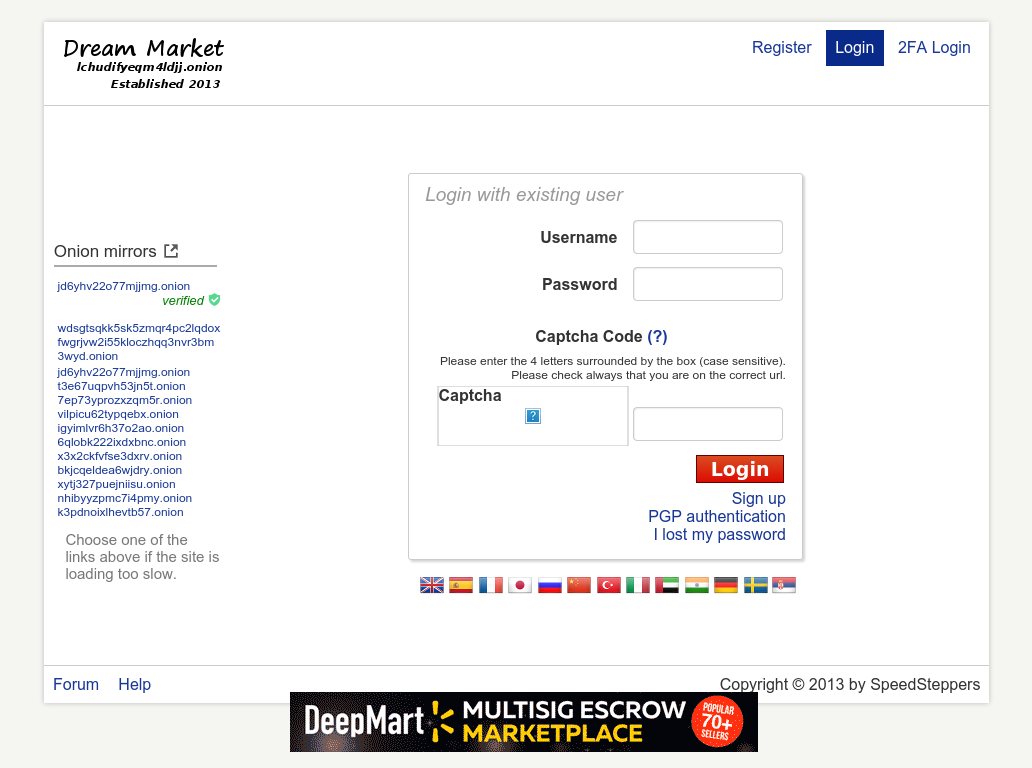 Dream Market
lchudifyeqm4ldjj.onion
Established 2013
Register
Login
2FA Login
Onion mirrors
jd6yhv22o77mjjmg.onion
verified
wdsgtsqkk5sk5zmqr4pc2lqdox
fwgrjvw2i55kloczhqq3nvr3bm
3wyd.onion
jd6yhv22o77mjjmg.onion
t3e67uqpvh53jn5t.onion
7ep73yprozxzqm5r.onion
vilpicu62typqebx.onion
igyimlvr6h37o2ao.onion
6qlobk222ixdxbnc.onion
x3x2ckfvfse3dxrv.onion
bkjcqeldea6wjdry.onion
xytj327puejniisu.onion
nhibyyzpmc7i4pmy.onion
k3pdnoixlhevtb57.onion
Choose one of the
links above if the site is
loading too slow.
Login with existing user
Username
Password
Captcha Code (?)
Please enter the 4 letters surrounded by the box (case sensitive).
Please check always that you are on the correct url.
Captcha
?
Login
Sign up
PGP authentication
I lost my password
Forum
Help
Copyright © 2013 by SpeedSteppers
DeepMart
MULTISIG ESCROW
MARKETPLACE
POPULAR
70+
SELLERS